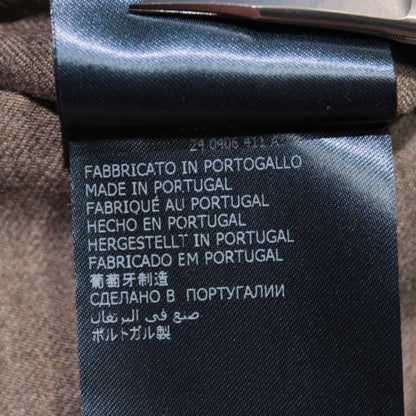 24 0406 411 A3
FABBRICATO IN PORTOGALLO
MADE IN PORTUGAL
FABRIQUÉ AU PORTUGAL
HECHO EN PORTUGAL
HERGESTELLT IN PORTUGAL
FABRICADO EM PORTUGAL
葡萄牙制造
СДЕЛАНО В ПОРТУГАЛИИ
صنع في البرتغال
ポルトガル製